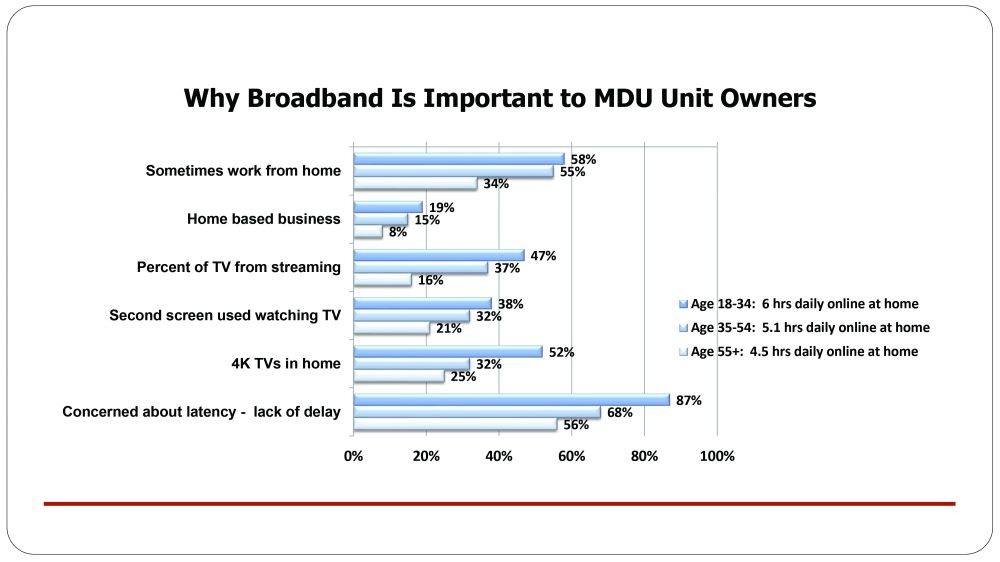 Why Broadband Is Important to MDU Unit Owners
Sometimes work from home
58%
55%
34%
Home based business
19%
15%
8%
Percent of TV from streaming
47%
37%
16%
Second screen used watching TV
38%
32%
21%
4K TVs in home
52%
32%
25%
Concerned about latency - lack of delay
87%
68%
56%
Age 18-34: 6 hrs daily online at home
Age 35-54: 5.1 hrs daily online at home
Age 55+: 4.5 hrs daily online at home
0% 20% 40% 60% 80% 100%